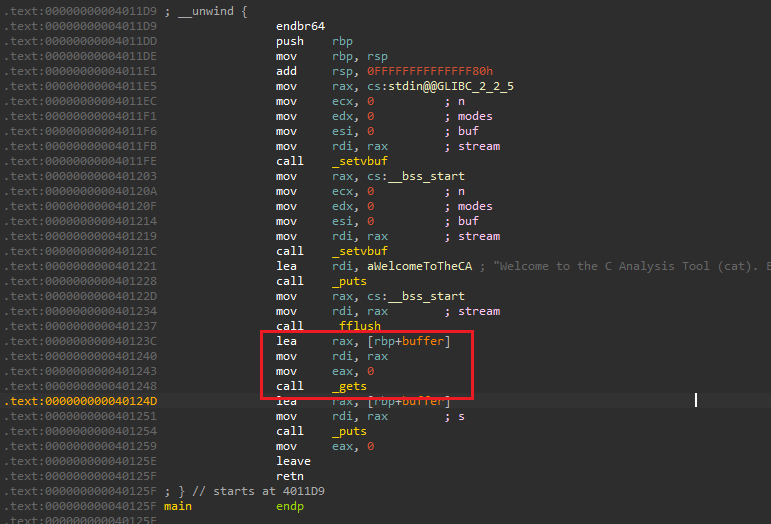 .text:00000000004011D9 ; __unwind {
.text:00000000004011D9 endbr64
.text:00000000004011DD push rbp
.text:00000000004011DE mov rbp, rsp
.text:00000000004011E1 add rsp, 0FFFFFFFFFFFFFF80h
.text:00000000004011E5 mov rax, cs:stdin@@GLIBC_2_2_5
.text:00000000004011EC mov ecx, 0 ; n
.text:00000000004011F1 mov edx, 0 ; modes
.text:00000000004011F6 mov esi, 0 ; buf
.text:00000000004011FB mov rdi, rax ; stream
.text:00000000004011FE call _setvbuf
.text:0000000000401203 mov rax, cs:__bss_start
.text:000000000040120A mov ecx, 0 ; n
.text:000000000040120F mov edx, 0 ; modes
.text:0000000000401214 mov esi, 0 ; buf
.text:0000000000401219 mov rdi, rax ; stream
.text:000000000040121C call _setvbuf
.text:0000000000401221 lea rdi, aWelcomeToTheCA ; "Welcome to the C Analysis Tool (cat). E
.text:0000000000401228 call _puts
.text:000000000040122D mov rax, cs:__bss_start
.text:0000000000401234 mov rdi, rax ; stream
.text:0000000000401237 call _fflush
.text:000000000040123C lea rax, [rbp+buffer]
.text:0000000000401240 mov rdi, rax
.text:0000000000401243 mov eax, 0
.text:0000000000401248 call _gets
.text:000000000040124D lea rax, [rbp+buffer]
.text:0000000000401251 mov rdi, rax ; s
.text:0000000000401254 call _puts
.text:0000000000401259 mov eax, 0
.text:000000000040125E leave
.text:000000000040125F retn
.text:000000000040125F ; } // starts at 4011D9
.text:000000000040125F main endp